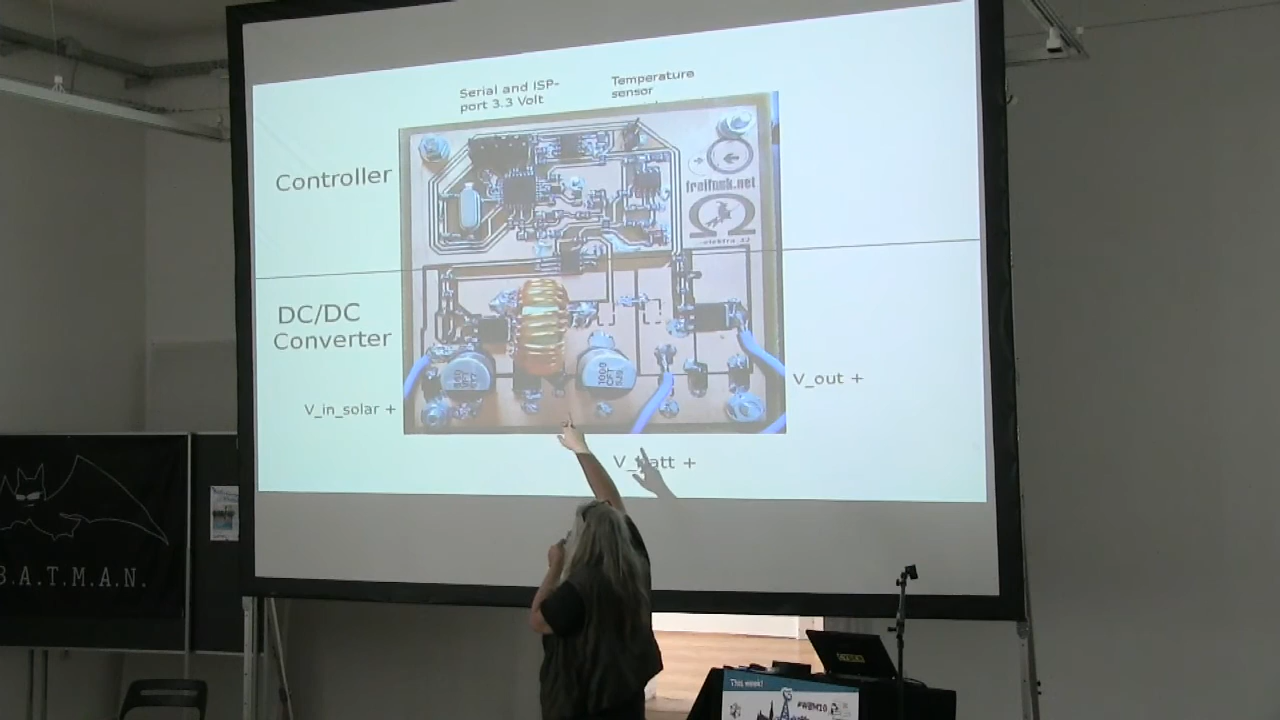 Serial and ISP-
port 3.3 Volt
Temperature
sensor
Controller
freifunk.net
DC/DC
Converter
V_in_solar +
V_out +
V_batt +
B.A.T.M.A.N.
This week!
#WBM10